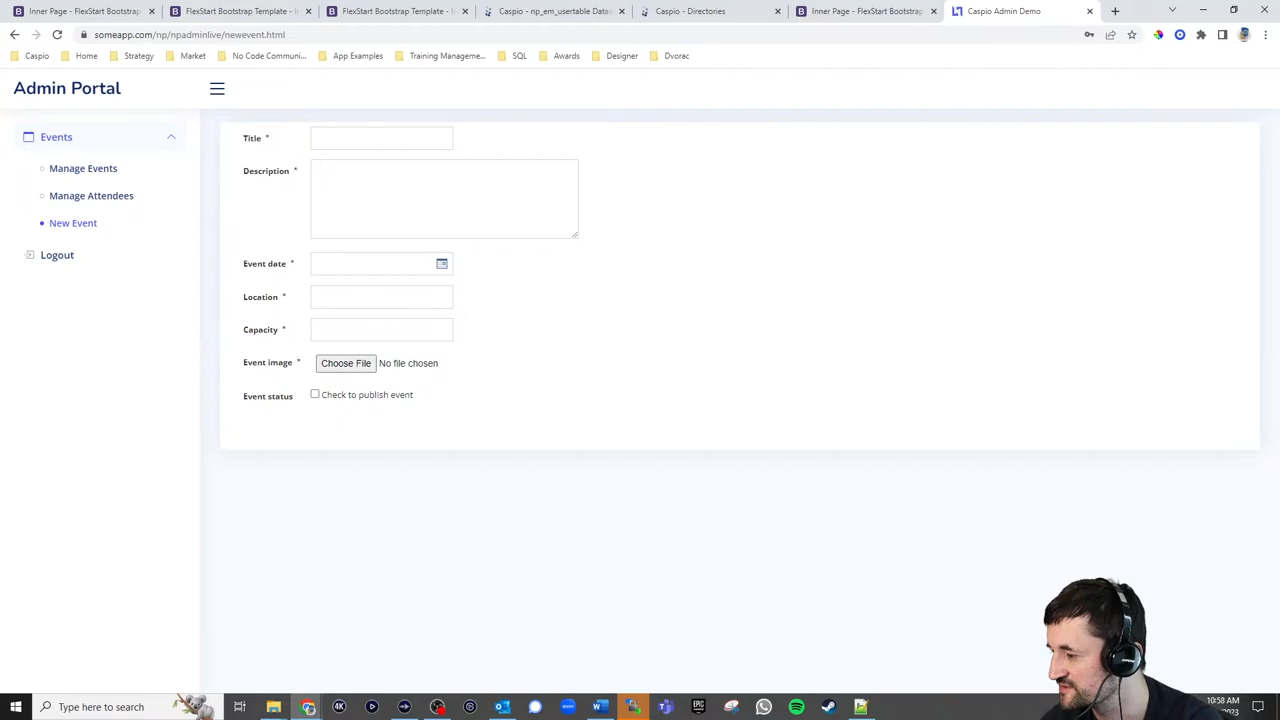 Inner Page - FlexStart Bootstrap
FlexStart Bootstrap Template - I
FlexStart Bootstrap Template - I
Caspio - np_em_usertable Data
Caspio - Directories
Inner Page - FlexStart Bootstrap
Caspio Admin Demo
someapp.com/np/npadminlive/newevent.html
Caspio
Home
Strategy
Market
No Code Communi...
App Examples
Training Manageme...
SQL
Awards
Designer
Dvorac
Admin Portal
Events
Manage Events
Manage Attendees
New Event
Logout
Title *
Description *
Event date *
Location *
Capacity *
Event image * Choose File No file chosen
Event status Check to publish event
Type here to search
4K
EPIC
10:58 AM
/2023